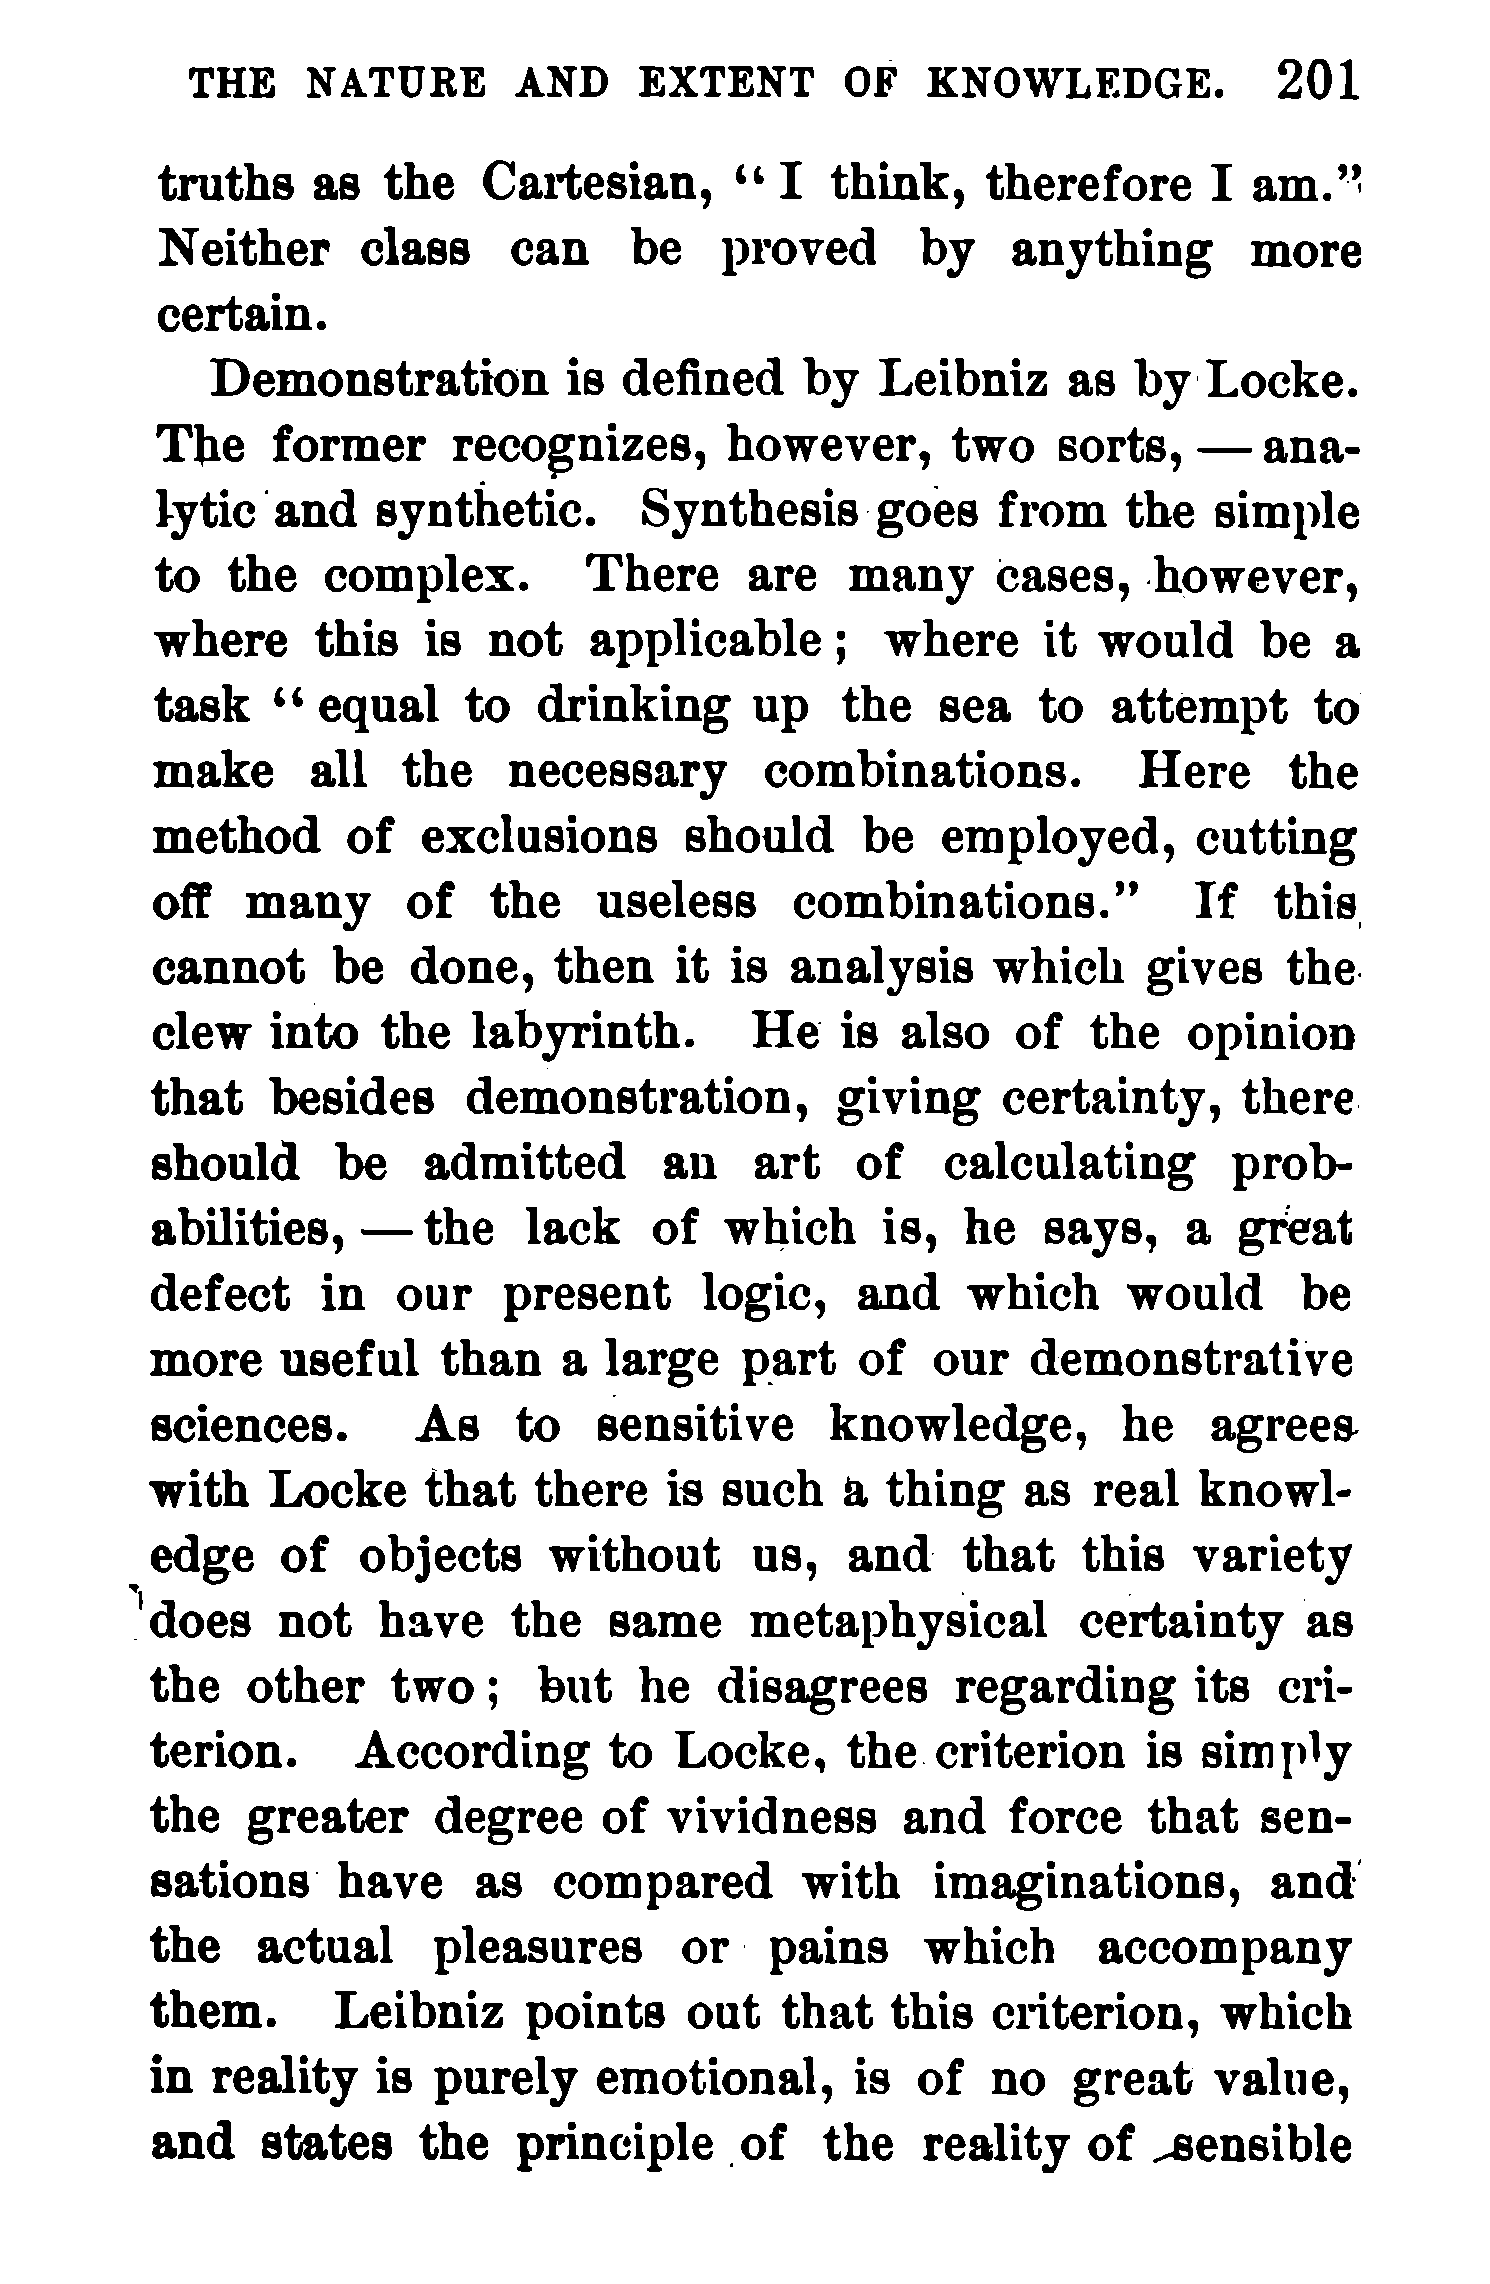 THE NATURE AND EXTENT OF KNOWLEDGE. 201
truths as the Cartesian, “ I think, therefore I am.”
Neither class can be proved by anything more
certain.
Demonstration is defined by Leibniz as by Locke.
The former recognizes, however, two sorts, — ana-
lytic and synthetic. Synthesis goes from the simple
to the complex. There are many cases, however,
where this is not applicable ; where it would be a
task “ equal to drinking up the sea to attempt to
make all the necessary combinations. Here the
method of exclusions should be employed, cutting
off many of the useless combinations.” If this
cannot be done, then it is analysis which gives the
clew into the labyrinth. He is also of the opinion
that besides demonstration, giving certainty, there
should be admitted an art of calculating prob-
abilities, — the lack of which is, he says, a great
defect in our present logic, and which would be
more useful than a large part of our demonstrative
sciences. As to sensitive knowledge, he agrees
with Locke that there is such a thing as real knowl-
edge of objects without us, and that this variety
does not have the same metaphysical certainty as
the other two ; but he disagrees regarding its cri-
terion. According to Locke, the criterion is simply
the greater degree of vividness and force that sen-
sations have as compared with imaginations, and
the actual pleasures or pains which accompany
them. Leibniz points out that this criterion, which
in reality is purely emotional, is of no great value,
and states the principle of the reality of sensible